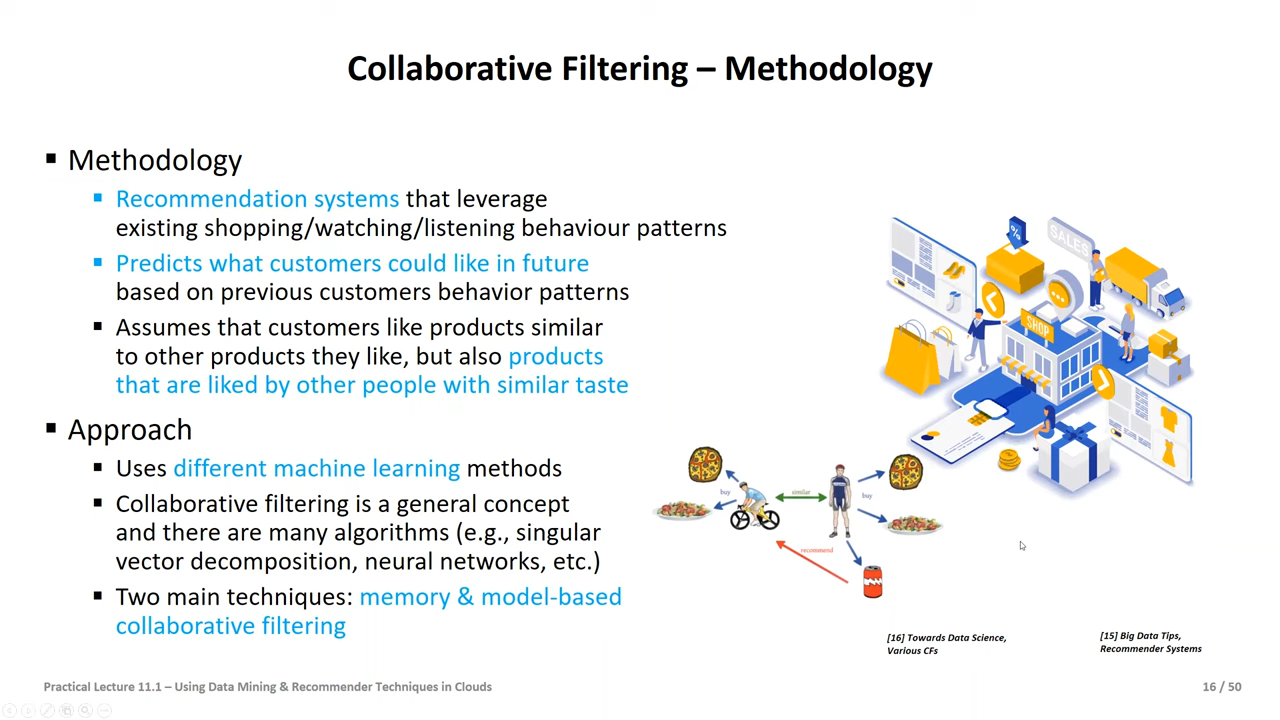 Collaborative Filtering – Methodology
Methodology
Recommendation systems that leverage
existing shopping/watching/listening behaviour patterns
Predicts what customers could like in future
based on previous customers behavior patterns
Assumes that customers like products similar
to other products they like, but also products
that are liked by other people with similar taste
Approach
Uses different machine learning methods
Collaborative filtering is a general concept
and there are many algorithms (e.g., singular
vector decomposition, neural networks, etc.)
Two main techniques: memory & model-based
collaborative filtering
%
SALES
SHOP
buy
similar
buy
recommend
[16] Towards Data Science,
Various CFs
[15] Big Data Tips,
Recommender Systems
Practical Lecture 11.1 – Using Data Mining & Recommender Techniques in Clouds
16 / 50